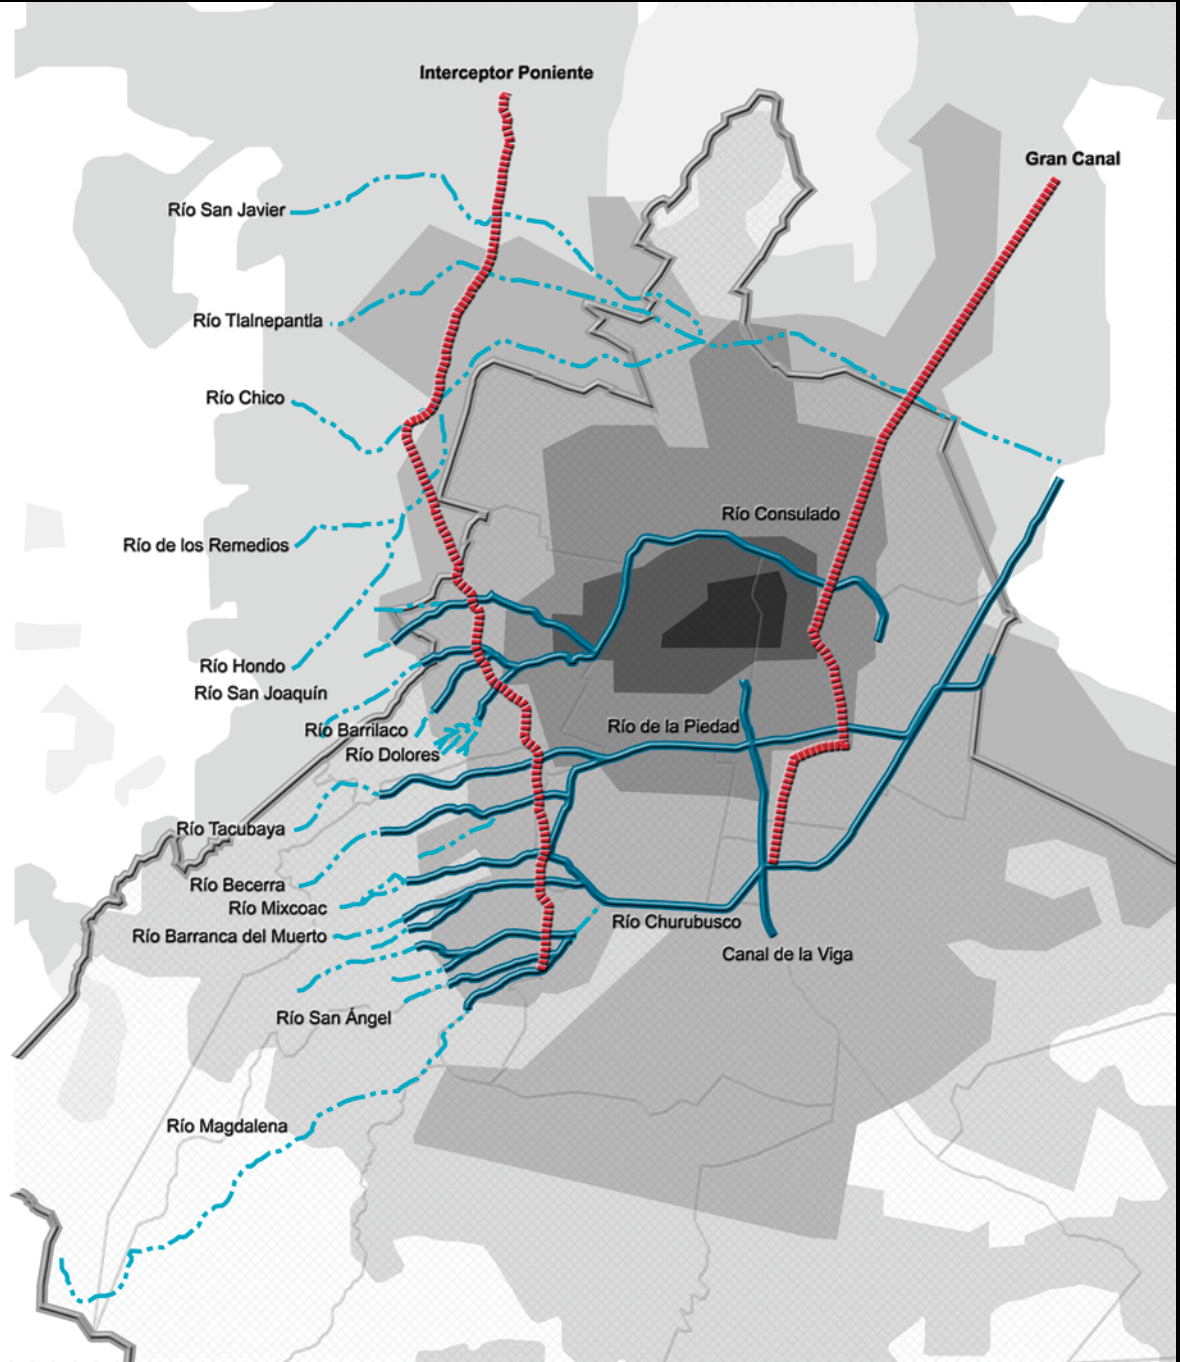 Interceptor Poniente
Gran Canal
Río San Javier
Río Tlalnepantla
Río Chico
Río Consulado
Río de los Remedios
Río Hondo
Río San Joaquín
Río de la Piedad
Río Barrilaco
Río Dolores
Río Tacubaya
Río Becerra
Río Mixcoac
Río Churubusco
Río Barranca del Muerto
Canal de la Viga
Río San Ángel
Río Magdalena